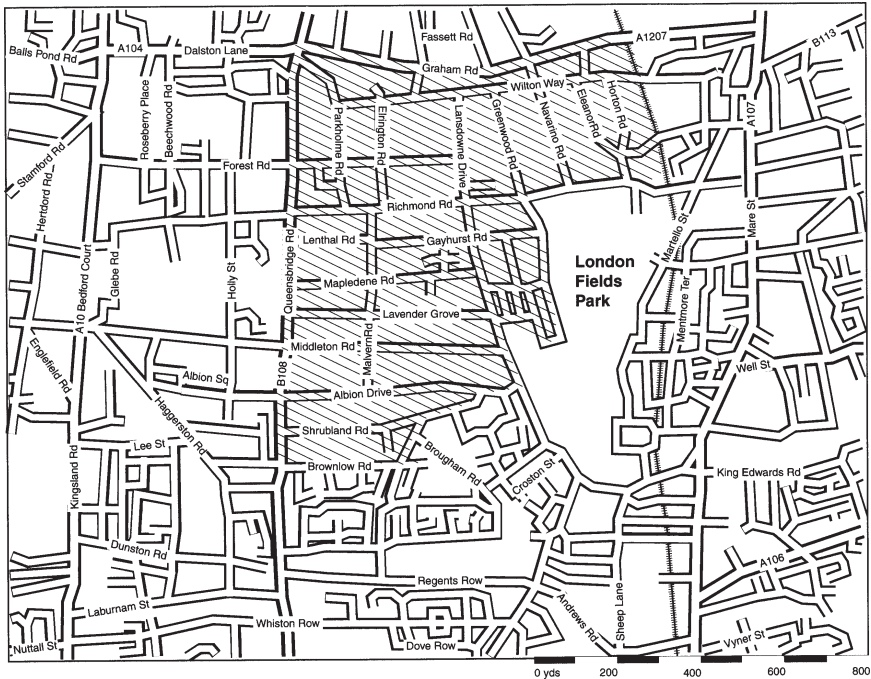 Balls Pond Rd
A104
Dalston Lane
Fassett Rd
A1207
B113
Graham Rd
Wilton Way
Roseberry Place
Beechwood Rd
Parkholme Rd
Elrington Rd
Lansdowne Drive
Greenwood Rd
Navarino Rd
EleanorRd
Horton Rd
A107
Stamford Rd
Forest Rd
Hertdord Rd
Richmond Rd
Queensbridge Rd
Lenthal Rd
Gayhurst Rd
Martello St
Mare St
A10 Bedford Court
Glebe Rd
Holly St
London
Fields
Park
Mapledene Rd
Mentmore Ter
Lavender Grove
Englefield Rd
Middleton Rd
MalvernRd
B108
Albion Sq
Albion Drive
Well St
Haggerston Rd
Shrubland Rd
Lee St
Brownlow Rd
Brougham Rd
Croston St
King Edwards Rd
Kingsland Rd
Dunston Rd
A106
Regents Row
Laburnam St
Andrews Rd
Sheep Lane
Whiston Row
Nuttall St
Dove Row
Vyner St
0 yds
200
400
600
800